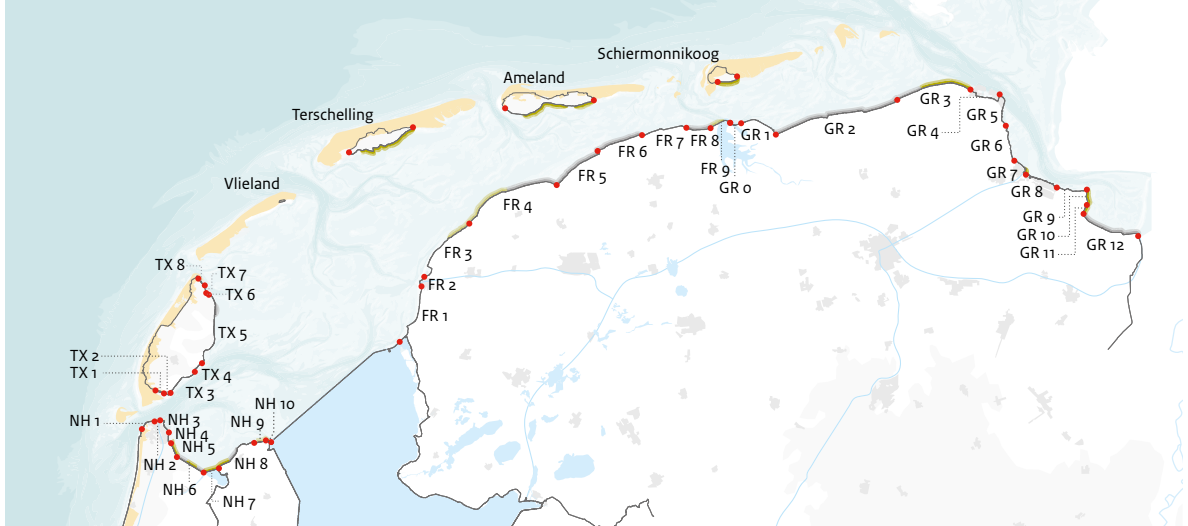 Schiermonnikoog
Ameland
Terschelling
Vlieland
GR 3
GR 5
GR 4
GR 2
GR 1
FR 8
FR 7
FR 6
FR 9
GR 0
FR 5
FR 4
FR 3
FR 2
FR 1
GR 6
GR 7
GR 8
GR 9
GR 10
GR 11
GR 12
TX 8
TX 7
TX 6
TX 5
TX 2
TX 1
TX 4
TX 3
NH 1
NH 3
NH 4
NH 5
NH 2
NH 6
NH 7
NH 8
NH 9
NH 10